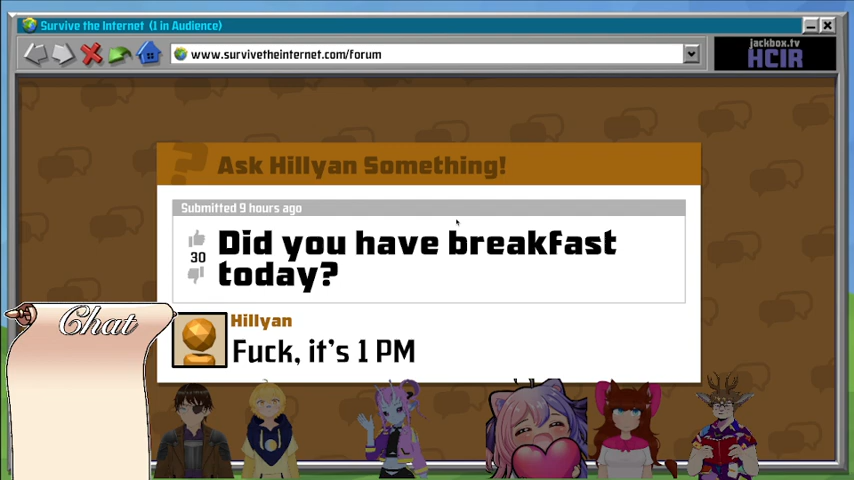 Survive the Internet (1 in Audience)
www.survivetheinternet.com/forum
jackbox.tv
HCIR
Ask Hillyan Something!
Submitted 9 hours ago
Did you have breakfast
today?
30
Hillyan
Fuck, it's 1 PM
Chat